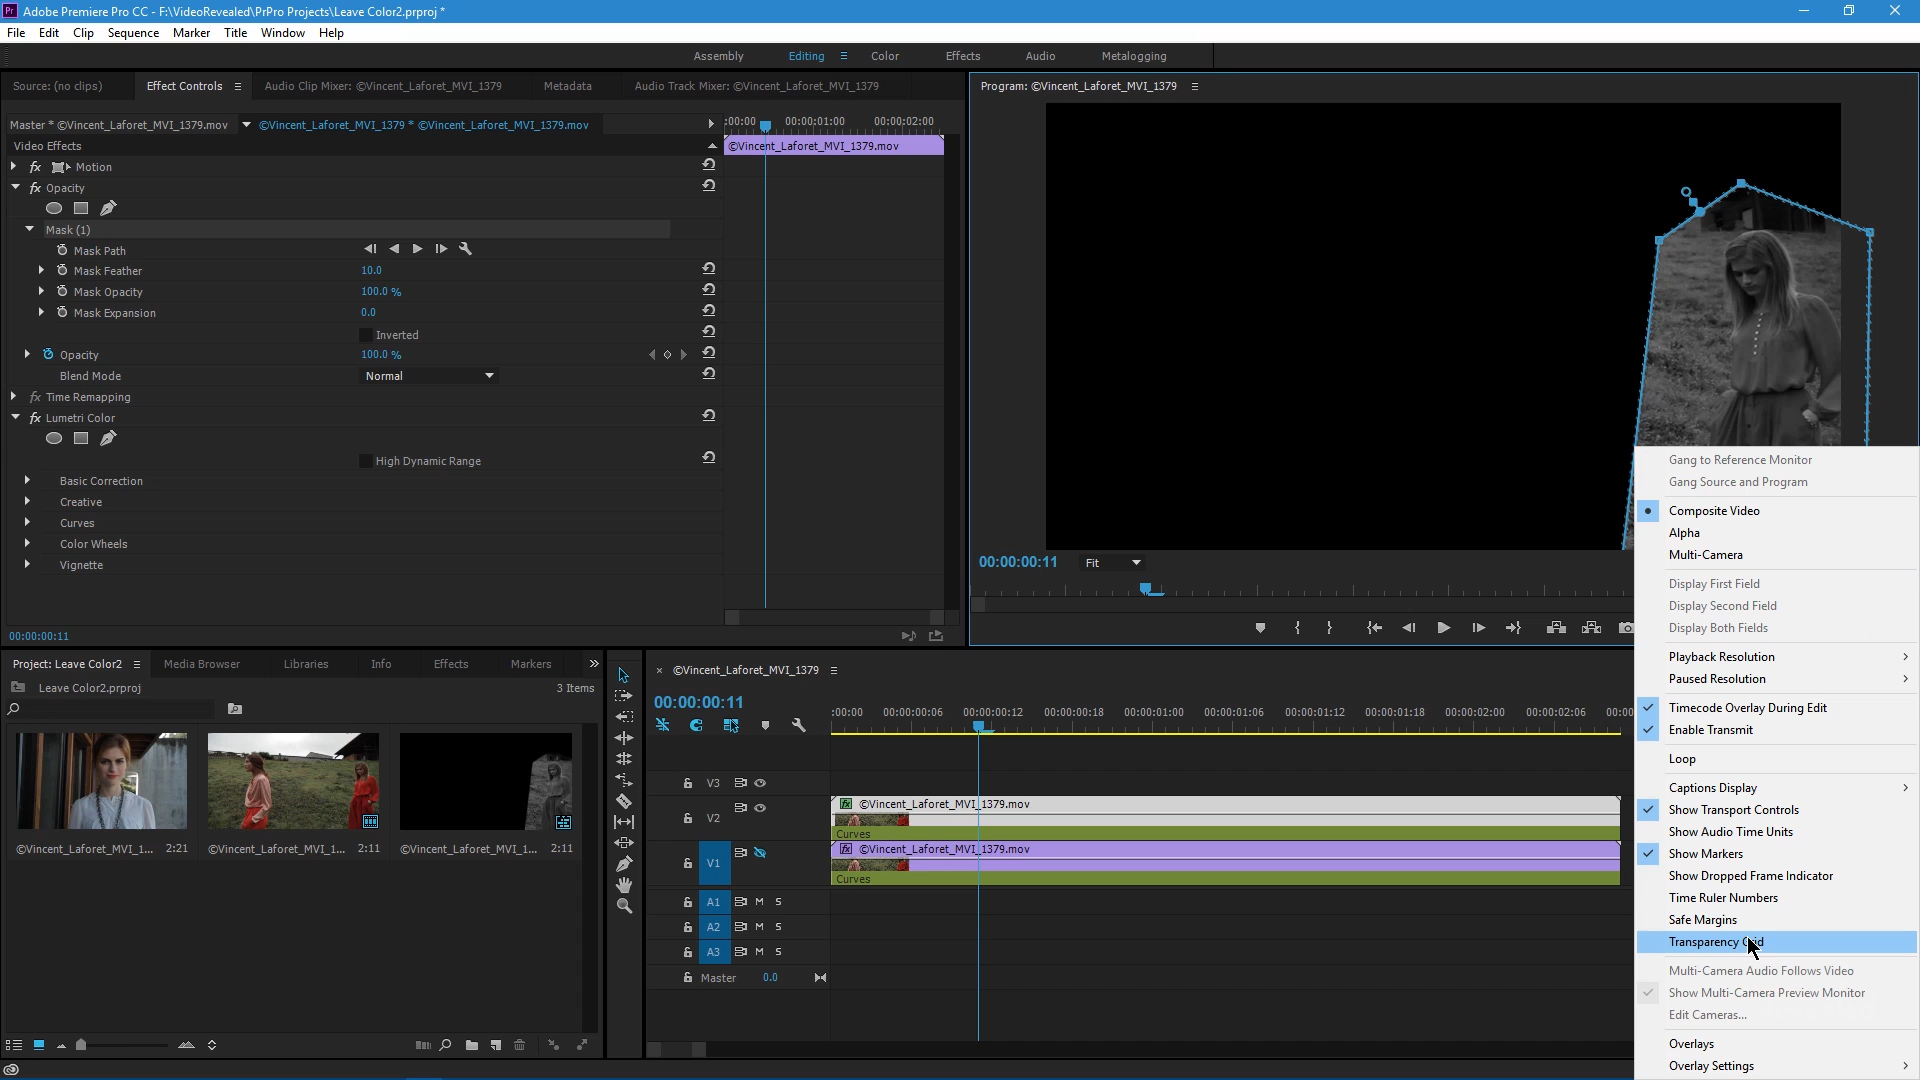 Adobe Premiere Pro CC - F:\VideoRevealed\PrPro Projects\Leave Color2.prproj *
File Edit Clip Sequence Marker Title Window Help
Assembly Editing Color Effects Audio Metalogging
Source: (no clips) Effect Controls Audio Clip Mixer: ©Vincent_Laforet_MVI_1379 Metadata Audio Track Mixer: ©Vincent_Laforet_MVI_1379
Program: ©Vincent_Laforet_MVI_1379
Master * ©Vincent_Laforet_MVI_1379.mov ©Vincent_Laforet_MVI_1379 * ©Vincent_Laforet_MVI_1379.mov
:00:00 00:00:01:00 00:00:02:00
Video Effects
©Vincent_Laforet_MVI_1379.mov
fx Motion
fx Opacity
Mask (1)
Mask Path
Mask Feather 10.0
Mask Opacity 100.0 %
Mask Expansion 0.0
Inverted
Opacity 100.0 %
Blend Mode Normal
fx Time Remapping
fx Lumetri Color
High Dynamic Range
Basic Correction
Creative
Curves
Color Wheels
Vignette
00:00:00:11
00:00:00:11 Fit
Gang to Reference Monitor
Gang Source and Program
Composite Video
Alpha
Multi-Camera
Display First Field
Display Second Field
Display Both Fields
Playback Resolution
Paused Resolution
Timecode Overlay During Edit
Enable Transmit
Loop
Captions Display
Show Transport Controls
Show Audio Time Units
Show Markers
Show Dropped Frame Indicator
Time Ruler Numbers
Safe Margins
Transparency Grid
Multi-Camera Audio Follows Video
Show Multi-Camera Preview Monitor
Edit Cameras...
Overlays
Overlay Settings
Project: Leave Color2 Media Browser Libraries Info Effects Markers
Leave Color2.prproj 3 Items
©Vincent_Laforet_MVI_1... 2:21
©Vincent_Laforet_MVI_1... 2:11
©Vincent_Laforet_MVI_1... 2:11
©Vincent_Laforet_MVI_1379
00:00:00:11
:00:00 00:00:00:06 00:00:00:12 00:00:00:18 00:00:01:00 00:00:01:06 00:00:01:12 00:00:01:18 00:00:02:00 00:00:02:06 00:00
V3
V2 fx ©Vincent_Laforet_MVI_1379.mov
Curves
V1 fx ©Vincent_Laforet_MVI_1379.mov
Curves
A1 M S
A2 M S
A3 M S
Master 0.0